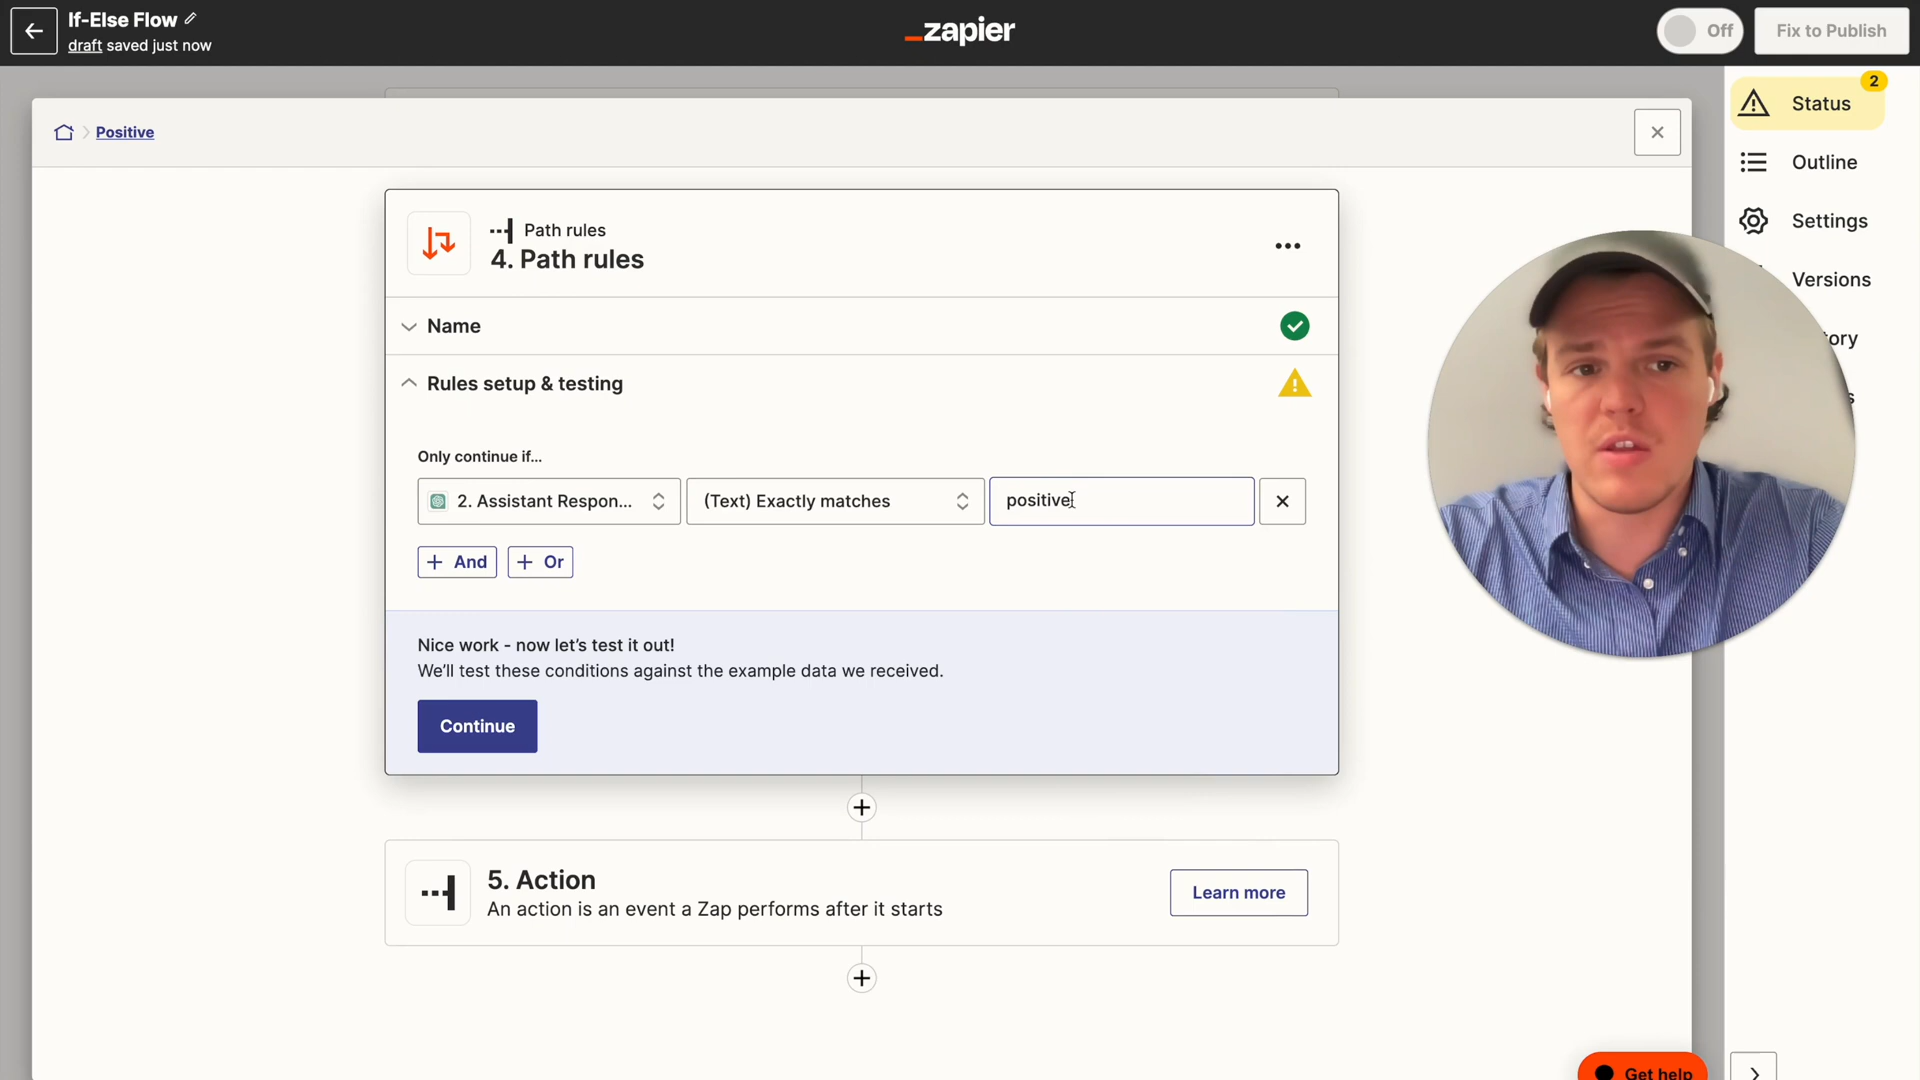 If-Else Flow
draft saved just now
zapier
Off
Fix to Publish
Positive
2
Status
Outline
Settings
Versions
Path rules
4. Path rules
Name
Rules setup & testing
Only continue if...
2. Assistant Respon...
(Text) Exactly matches
positive
+ And
+ Or
Nice work - now let's test it out!
We'll test these conditions against the example data we received.
Continue
5. Action
An action is an event a Zap performs after it starts
Learn more
Get help